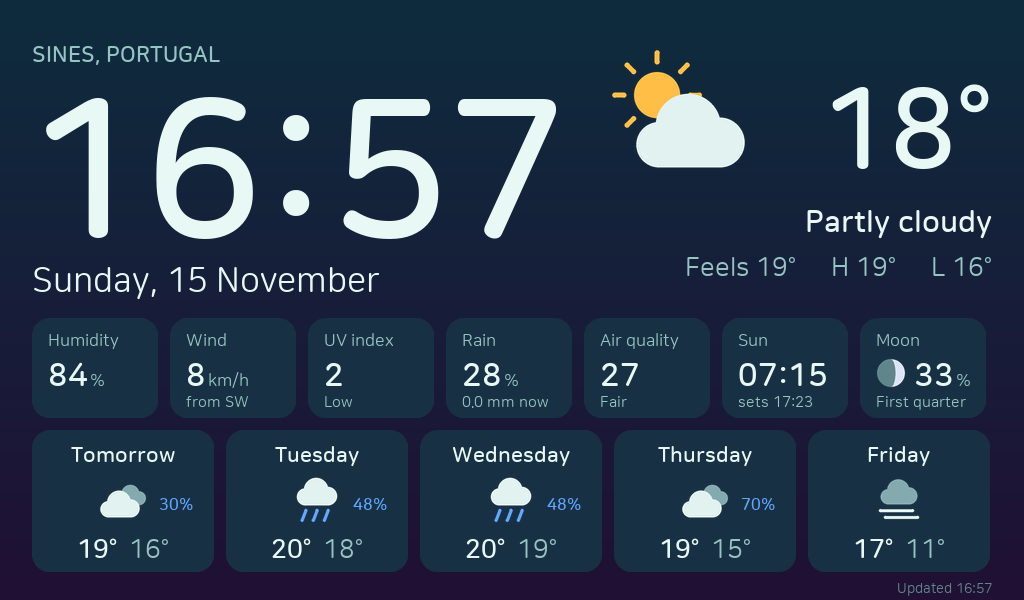 SINES, PORTUGAL
16:57
Sunday, 15 November
18°
Partly cloudy
Feels 19° H 19° L 16°
Humidity
84%
Wind
8 km/h
from SW
UV index
2
Low
Rain
28%
0.0 mm now
Air quality
27
Fair
Sun
07:15
sets 17:23
Moon
33%
First quarter
Tomorrow
30%
19° 16°
Tuesday
48%
20° 18°
Wednesday
48%
20° 19°
Thursday
70%
19° 15°
Friday
17° 11°
Updated 16:57